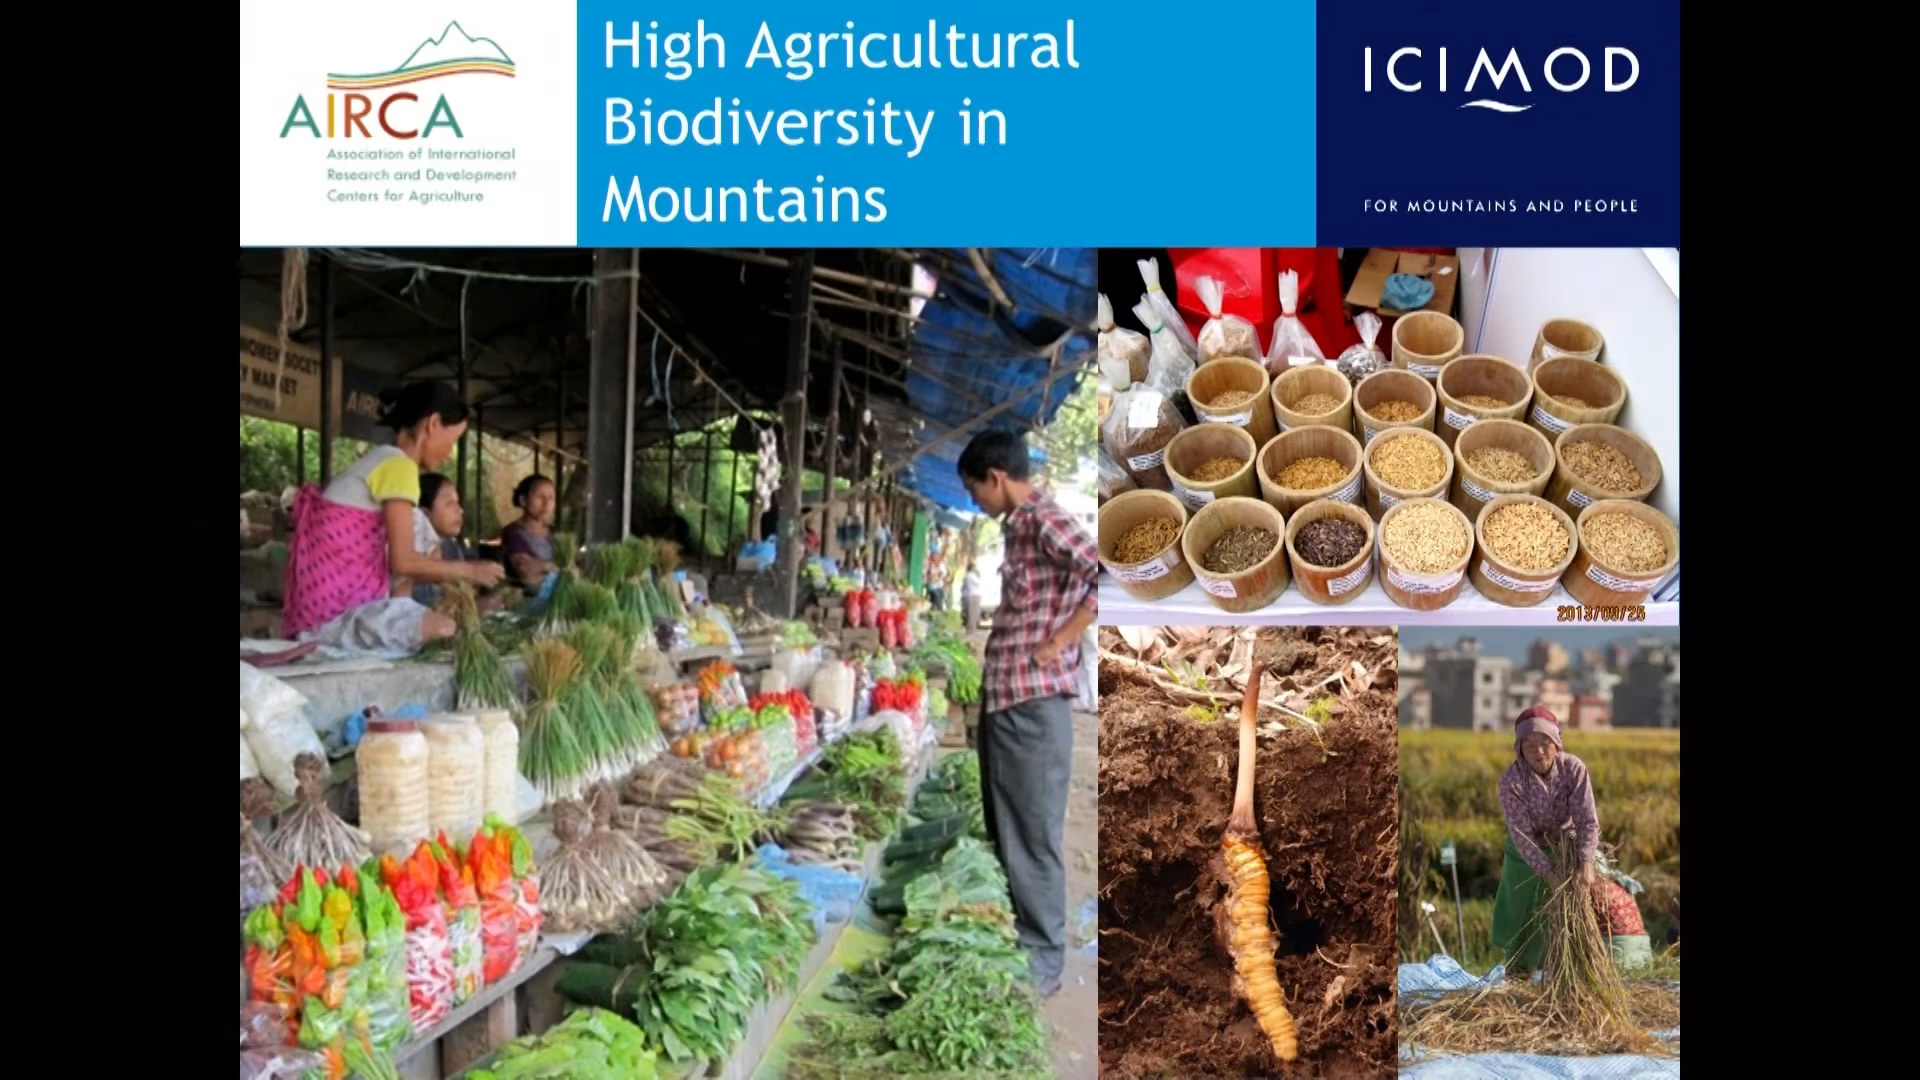 AIRCA
Association of International
Research and Development
Centers for Agriculture
High Agricultural
Biodiversity in
Mountains
ICIMOD
FOR MOUNTAINS AND PEOPLE
2013/09/25